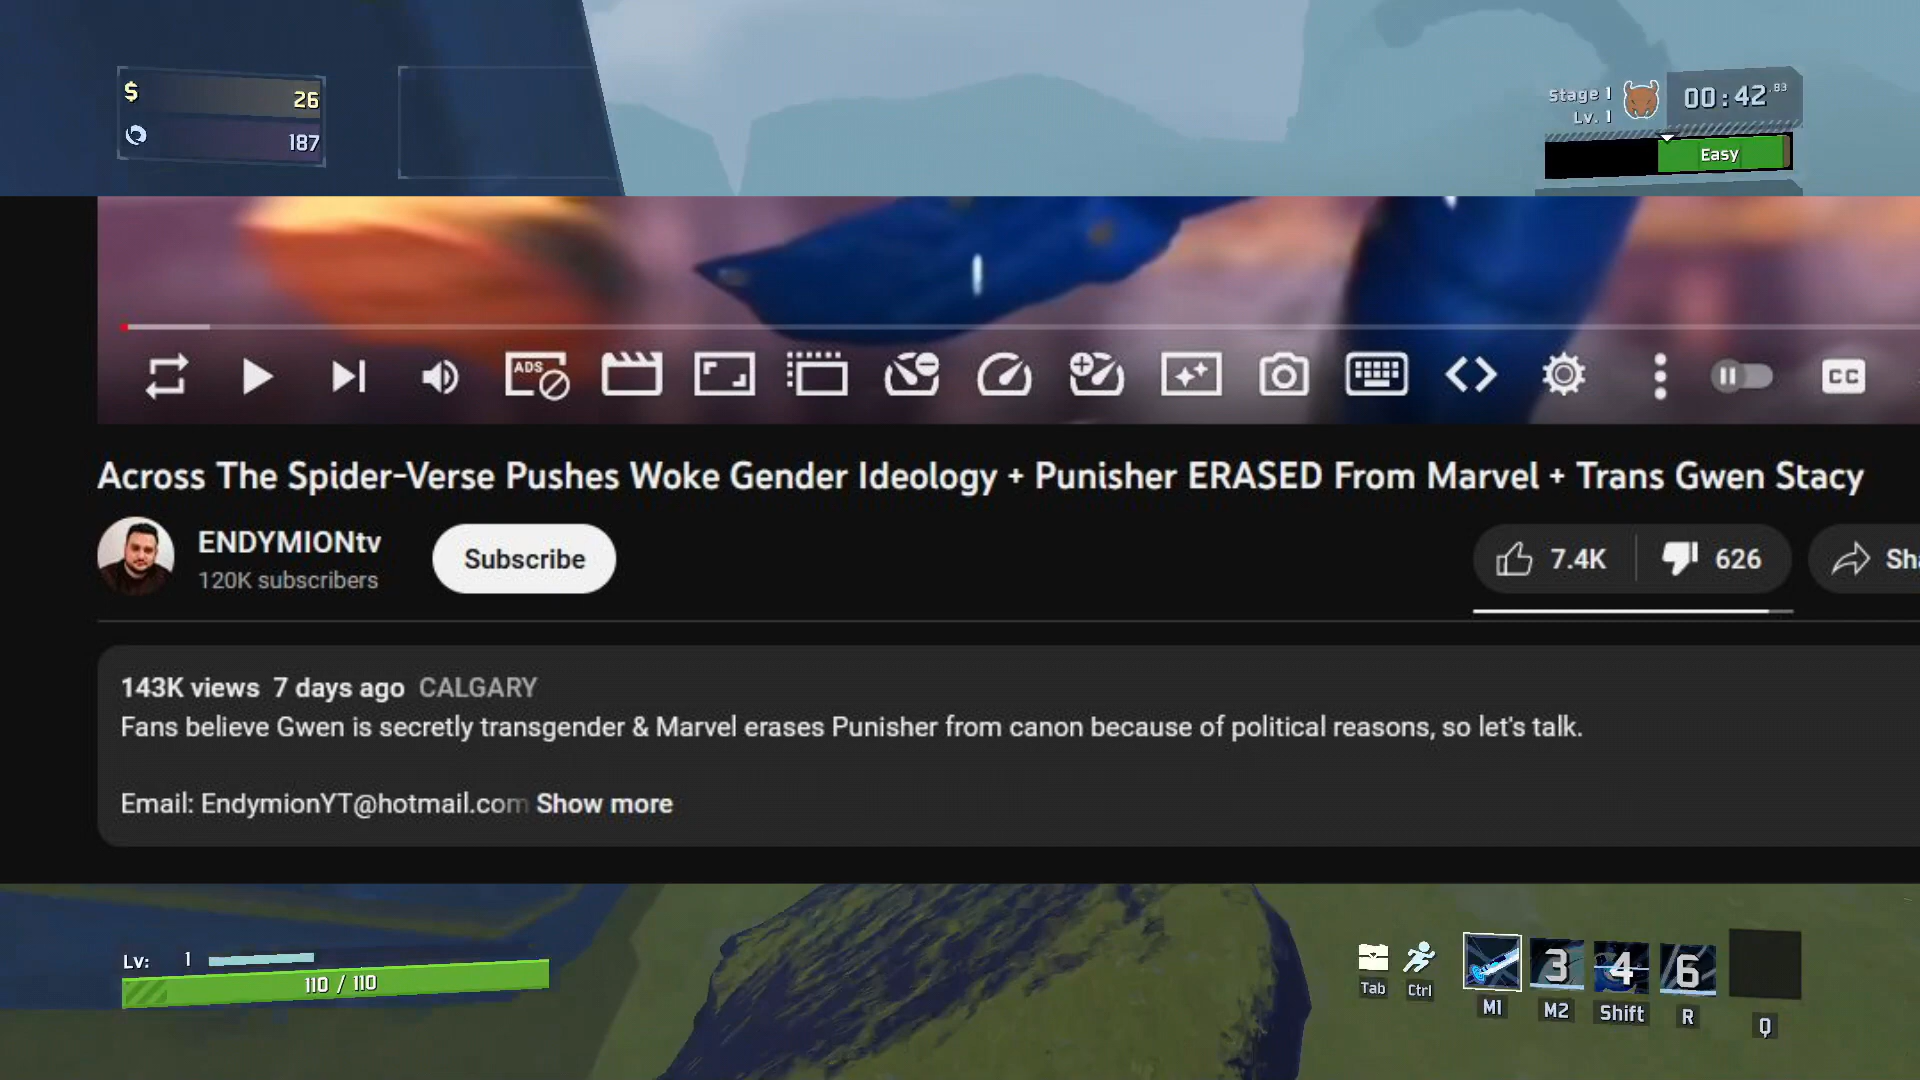 $ 26
187
Stage 1
Lv. 1
00:42.83
Easy
ADS
CC
Across The Spider-Verse Pushes Woke Gender Ideology + Punisher ERASED From Marvel + Trans Gwen Stacy
ENDYMIONtv
120K subscribers
Subscribe
7.4K
626
Sha
143K views 7 days ago CALGARY
Fans believe Gwen is secretly transgender & Marvel erases Punisher from canon because of political reasons, so let's talk.
Email: EndymionYT@hotmail.com Show more
Lv: 1
110 / 110
Tab
Ctrl
M1
3
M2
4
Shift
6
R
Q